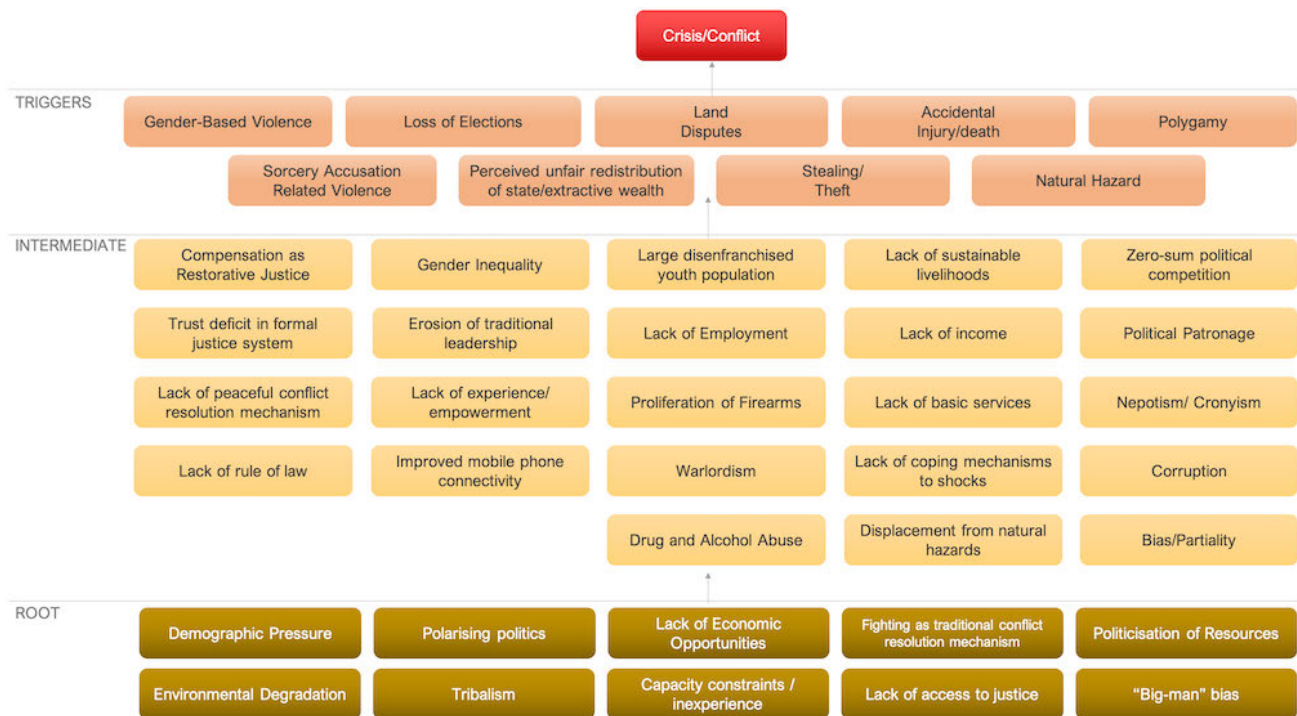 Crisis/Conflict
TRIGGERS
Gender-Based Violence
Loss of Elections
Land
Disputes
Accidental
Injury/death
Polygamy
Sorcery Accusation
Related Violence
Perceived unfair redistribution
of state/extractive wealth
Stealing/
Theft
Natural Hazard
INTERMEDIATE
Compensation as
Restorative Justice
Gender Inequality
Large disenfranchised
youth population
Lack of sustainable
livelihoods
Zero-sum political
competition
Trust deficit in formal
justice system
Erosion of traditional
leadership
Lack of Employment
Lack of income
Political Patronage
Lack of peaceful conflict
resolution mechanism
Lack of experience/
empowerment
Proliferation of Firearms
Lack of basic services
Nepotism/ Cronyism
Lack of rule of law
Improved mobile phone
connectivity
Warlordism
Lack of coping mechanisms
to shocks
Corruption
Drug and Alcohol Abuse
Displacement from natural
hazards
Bias/Partiality
ROOT
Demographic Pressure
Polarising politics
Lack of Economic
Opportunities
Fighting as traditional conflict
resolution mechanism
Politicisation of Resources
Environmental Degradation
Tribalism
Capacity constraints /
inexperience
Lack of access to justice
“Big-man” bias